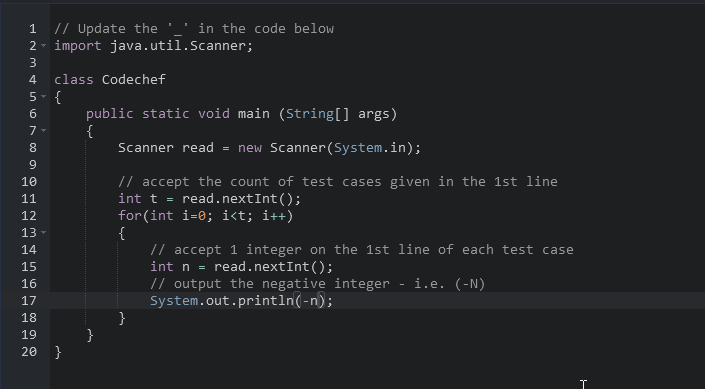 1 // Update the '_' in the code below
2 import java.util.Scanner;
3
4 class Codechef
5 {
6 public static void main (String[] args)
7 {
8 Scanner read = new Scanner(System.in);
9
10 // accept the count of test cases given in the 1st line
11 int t = read.nextInt();
12 for(int i=0; i<t; i++)
13 {
14 // accept 1 integer on the 1st line of each test case
15 int n = read.nextInt();
16 // output the negative integer - i.e. (-N)
17 System.out.println(-n);
18 }
19 }
20 }